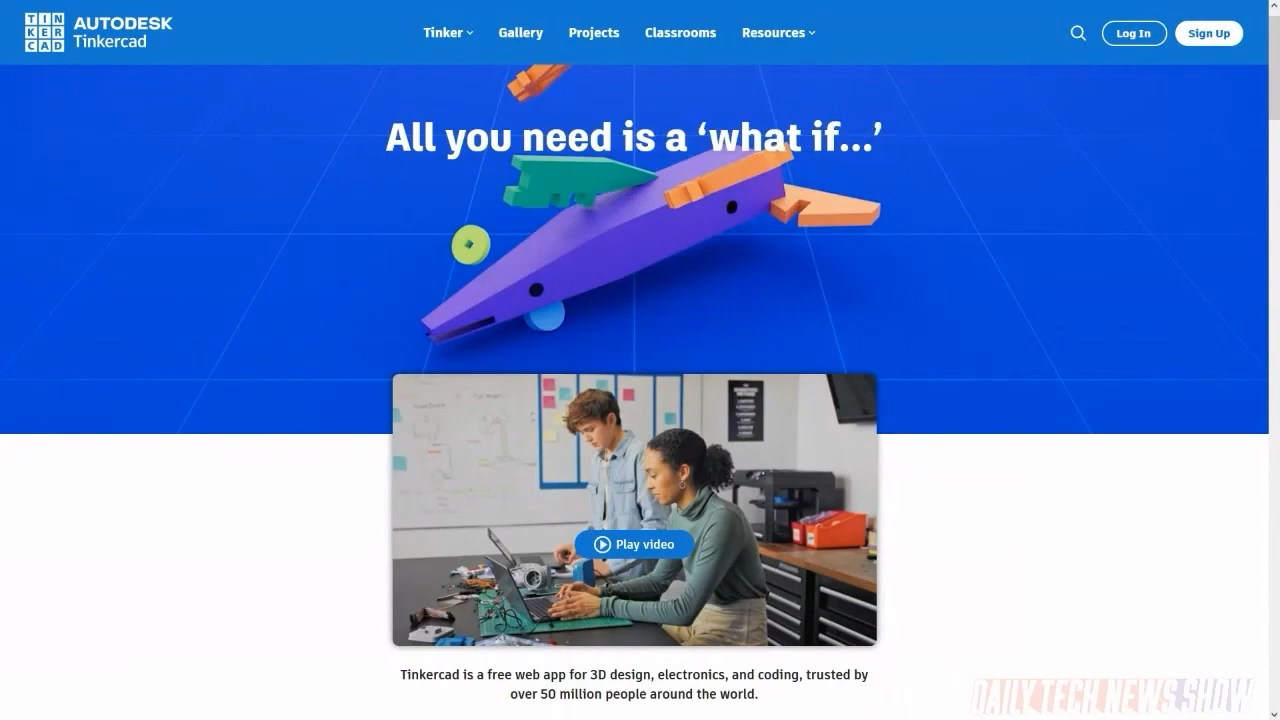 TIN
KER
CAD
AUTODESK
Tinkercad
Tinker
Gallery
Projects
Classrooms
Resources
Log In
Sign Up
All you need is a ‘what if...’
Play video
Tinkercad is a free web app for 3D design, electronics, and coding, trusted by
over 50 million people around the world.
DAILY TECH NEWS SHOW